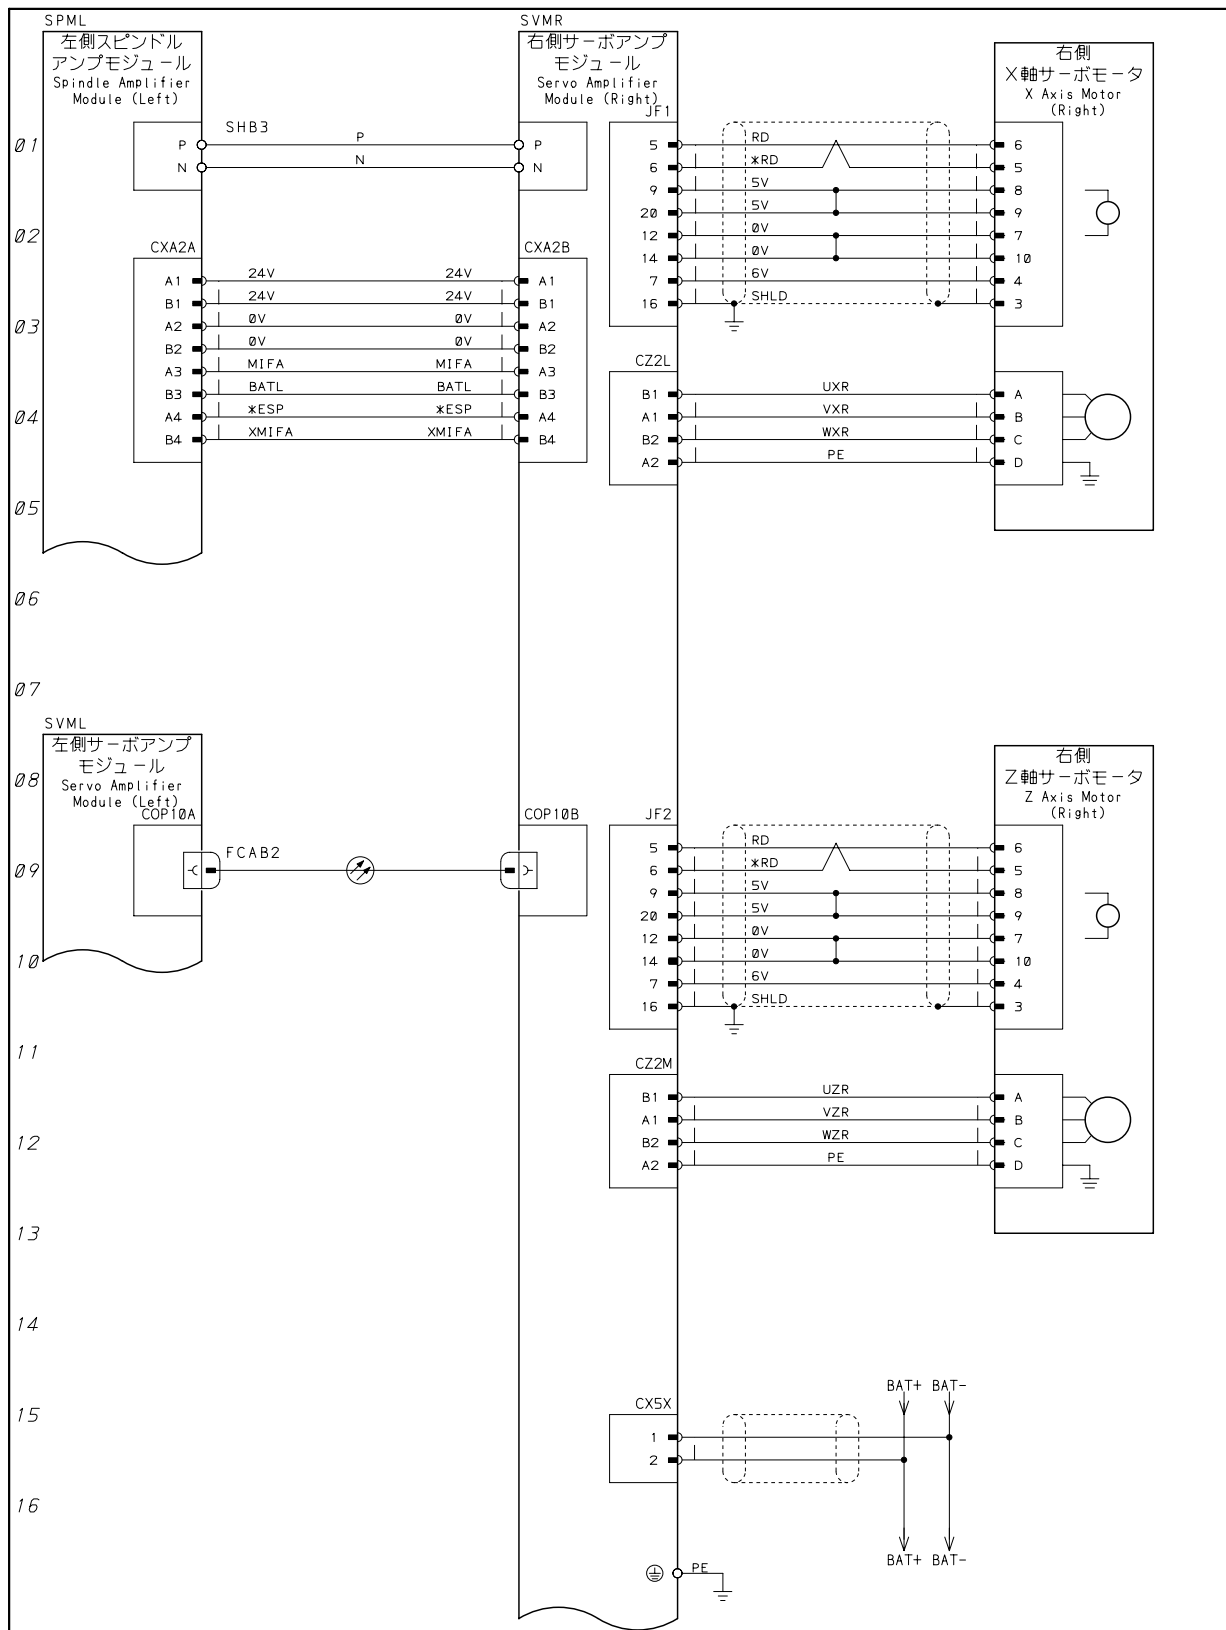 SPML
左側スピンドル
アンプモジュール
Spindle Amplifier
Module (Left)
SVMR
右側サーボアンプ
モジュール
Servo Amplifier
Module (Right)
右側
X軸サーボモータ
X Axis Motor
(Right)
01
SHB3
P P P
N N N
JF1
5 RD 6
6 *RD 5
9 5V 8
20 5V 9
12 0V 7
14 0V 10
7 6V 4
16 SHLD 3
02
CXA2A CXA2B
A1 24V 24V A1
B1 24V 24V B1
03
A2 0V 0V A2
B2 0V 0V B2
A3 MIFA MIFA A3
B3 BATL BATL B3
04
A4 *ESP *ESP A4
B4 XMIFA XMIFA B4
CZ2L
B1 UXR A
A1 VXR B
B2 WXR C
A2 PE D
05
06
07
SVML
左側サーボアンプ
モジュール
Servo Amplifier
Module (Left)
08
右側
Z軸サーボモータ
Z Axis Motor
(Right)
COP10A COP10B
09
FCAB2
JF2
5 RD 6
6 *RD 5
9 5V 8
20 5V 9
12 0V 7
14 0V 10
7 6V 4
16 SHLD 3
10
11
CZ2M
B1 UZR A
A1 VZR B
B2 WZR C
A2 PE D
12
13
14
15
CX5X
1
2
BAT+ BAT-
16
BAT+ BAT-
PE